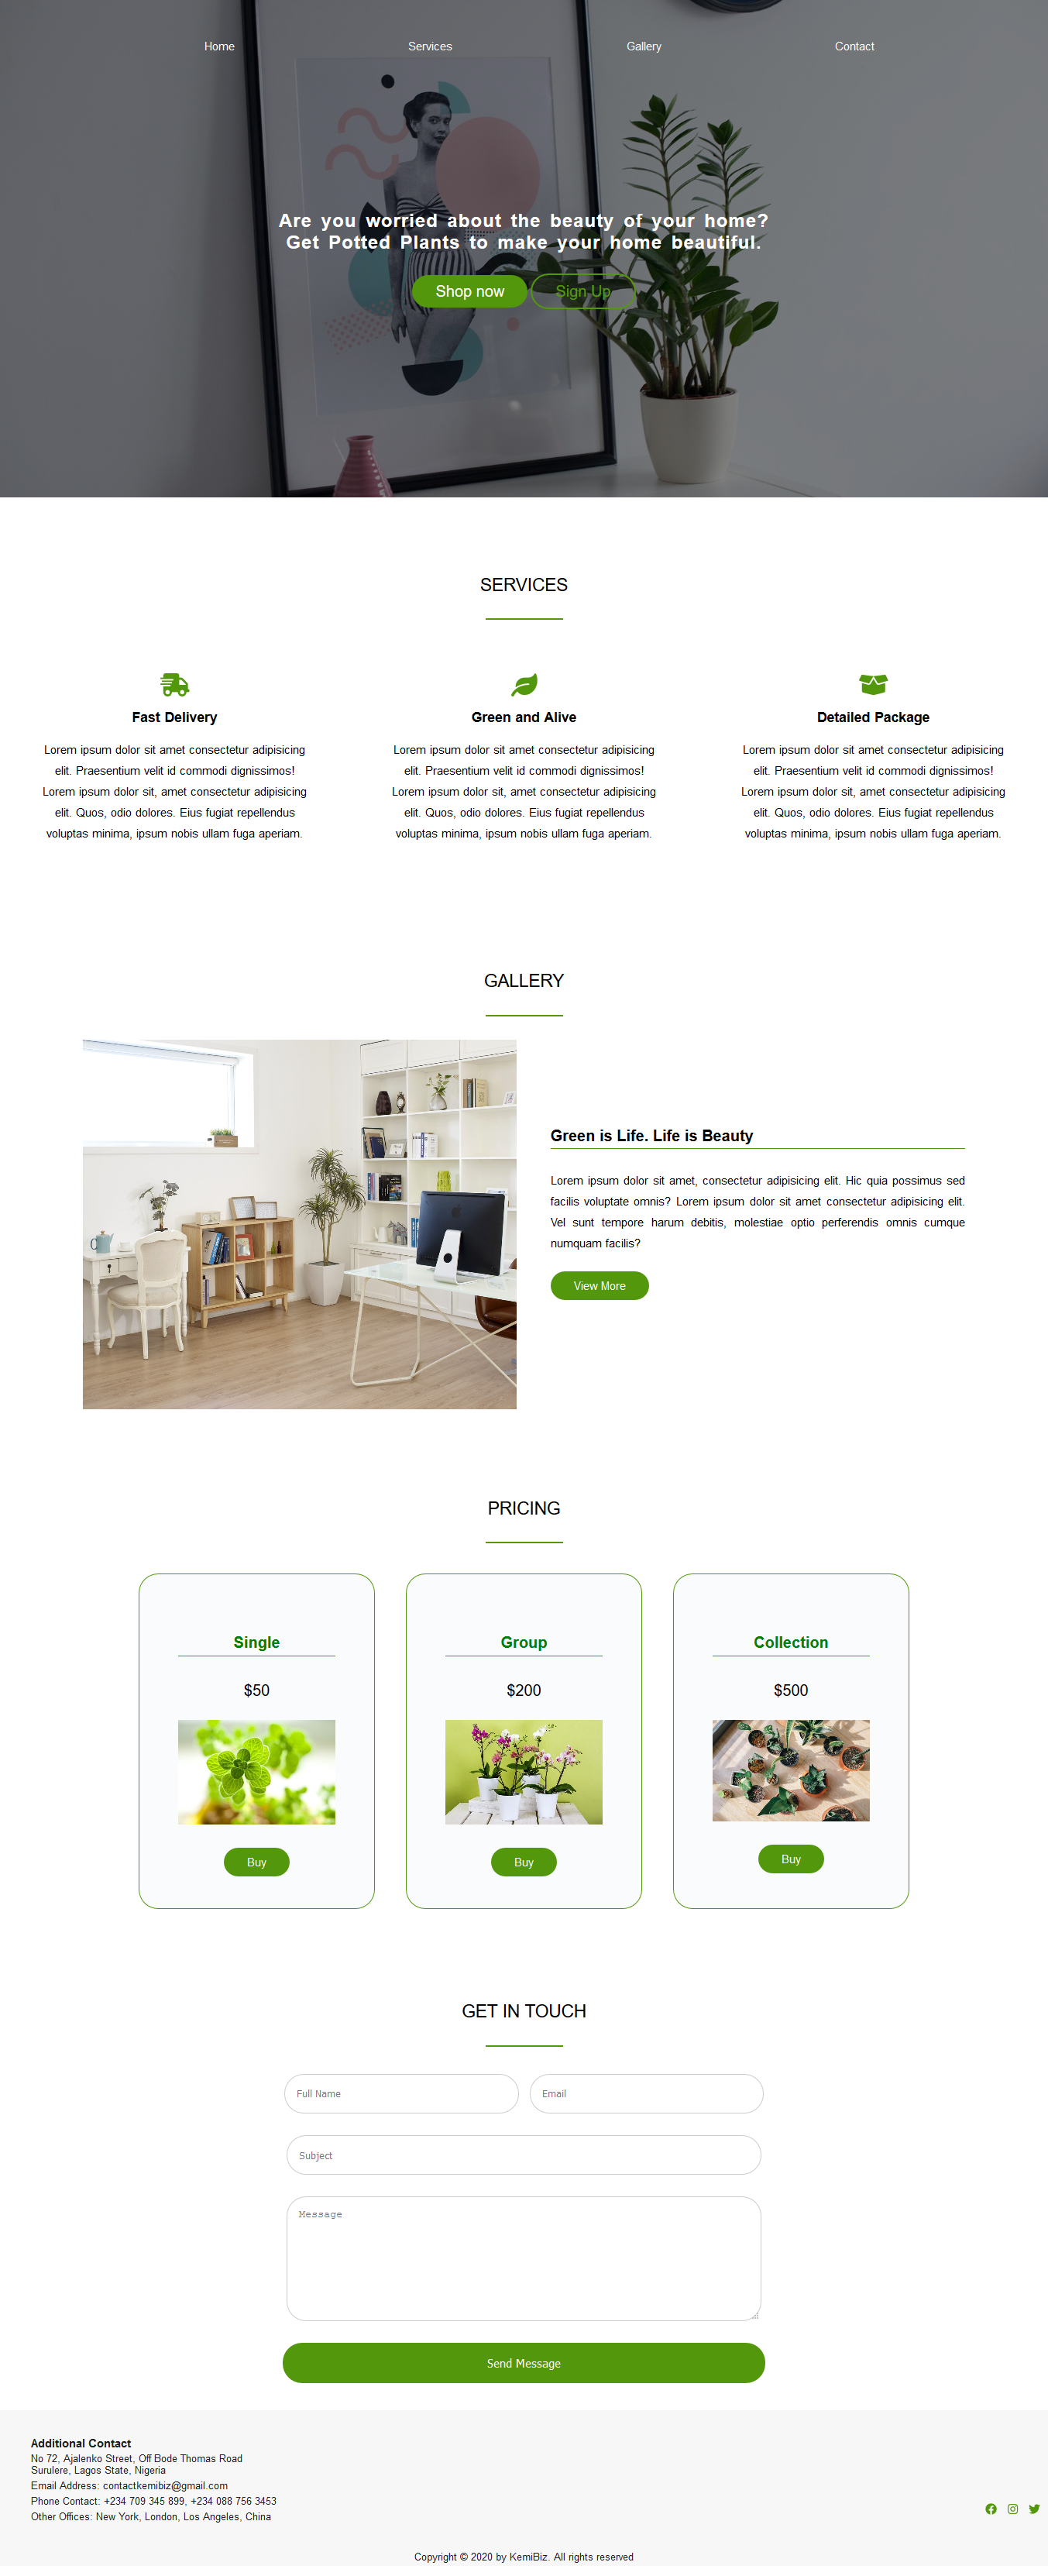 Home Services Gallery Contact
Are you worried about the beauty of your home?
Get Potted Plants to make your home beautiful.
Shop now Sign Up
SERVICES
Fast Delivery
Lorem ipsum dolor sit amet consectetur adipisicing
elit. Praesentium velit id commodi dignissimos!
Lorem ipsum dolor sit, amet consectetur adipisicing
elit. Quos, odio dolores. Eius fugiat repellendus
voluptas minima, ipsum nobis ullam fuga aperiam.
Green and Alive
Lorem ipsum dolor sit amet consectetur adipisicing
elit. Praesentium velit id commodi dignissimos!
Lorem ipsum dolor sit, amet consectetur adipisicing
elit. Quos, odio dolores. Eius fugiat repellendus
voluptas minima, ipsum nobis ullam fuga aperiam.
Detailed Package
Lorem ipsum dolor sit amet consectetur adipisicing
elit. Praesentium velit id commodi dignissimos!
Lorem ipsum dolor sit, amet consectetur adipisicing
elit. Quos, odio dolores. Eius fugiat repellendus
voluptas minima, ipsum nobis ullam fuga aperiam.
GALLERY
Green is Life. Life is Beauty
Lorem ipsum dolor sit amet, consectetur adipisicing elit. Hic quia possimus sed
facilis voluptate omnis? Lorem ipsum dolor sit amet consectetur adipisicing elit.
Vel sunt tempore harum debitis, molestiae optio perferendis omnis cumque
numquam facilis?
View More
PRICING
Single
$50
Buy
Group
$200
Buy
Collection
$500
Buy
GET IN TOUCH
Full Name Email
Subject
Message
Send Message
Additional Contact
No 72, Ajalenko Street, Off Bode Thomas Road
Surulere, Lagos State, Nigeria
Email Address: contactkemibiz@gmail.com
Phone Contact: +234 709 345 899, +234 088 756 3453
Other Offices: New York, London, Los Angeles, China
Copyright © 2020 by KemiBiz. All rights reserved